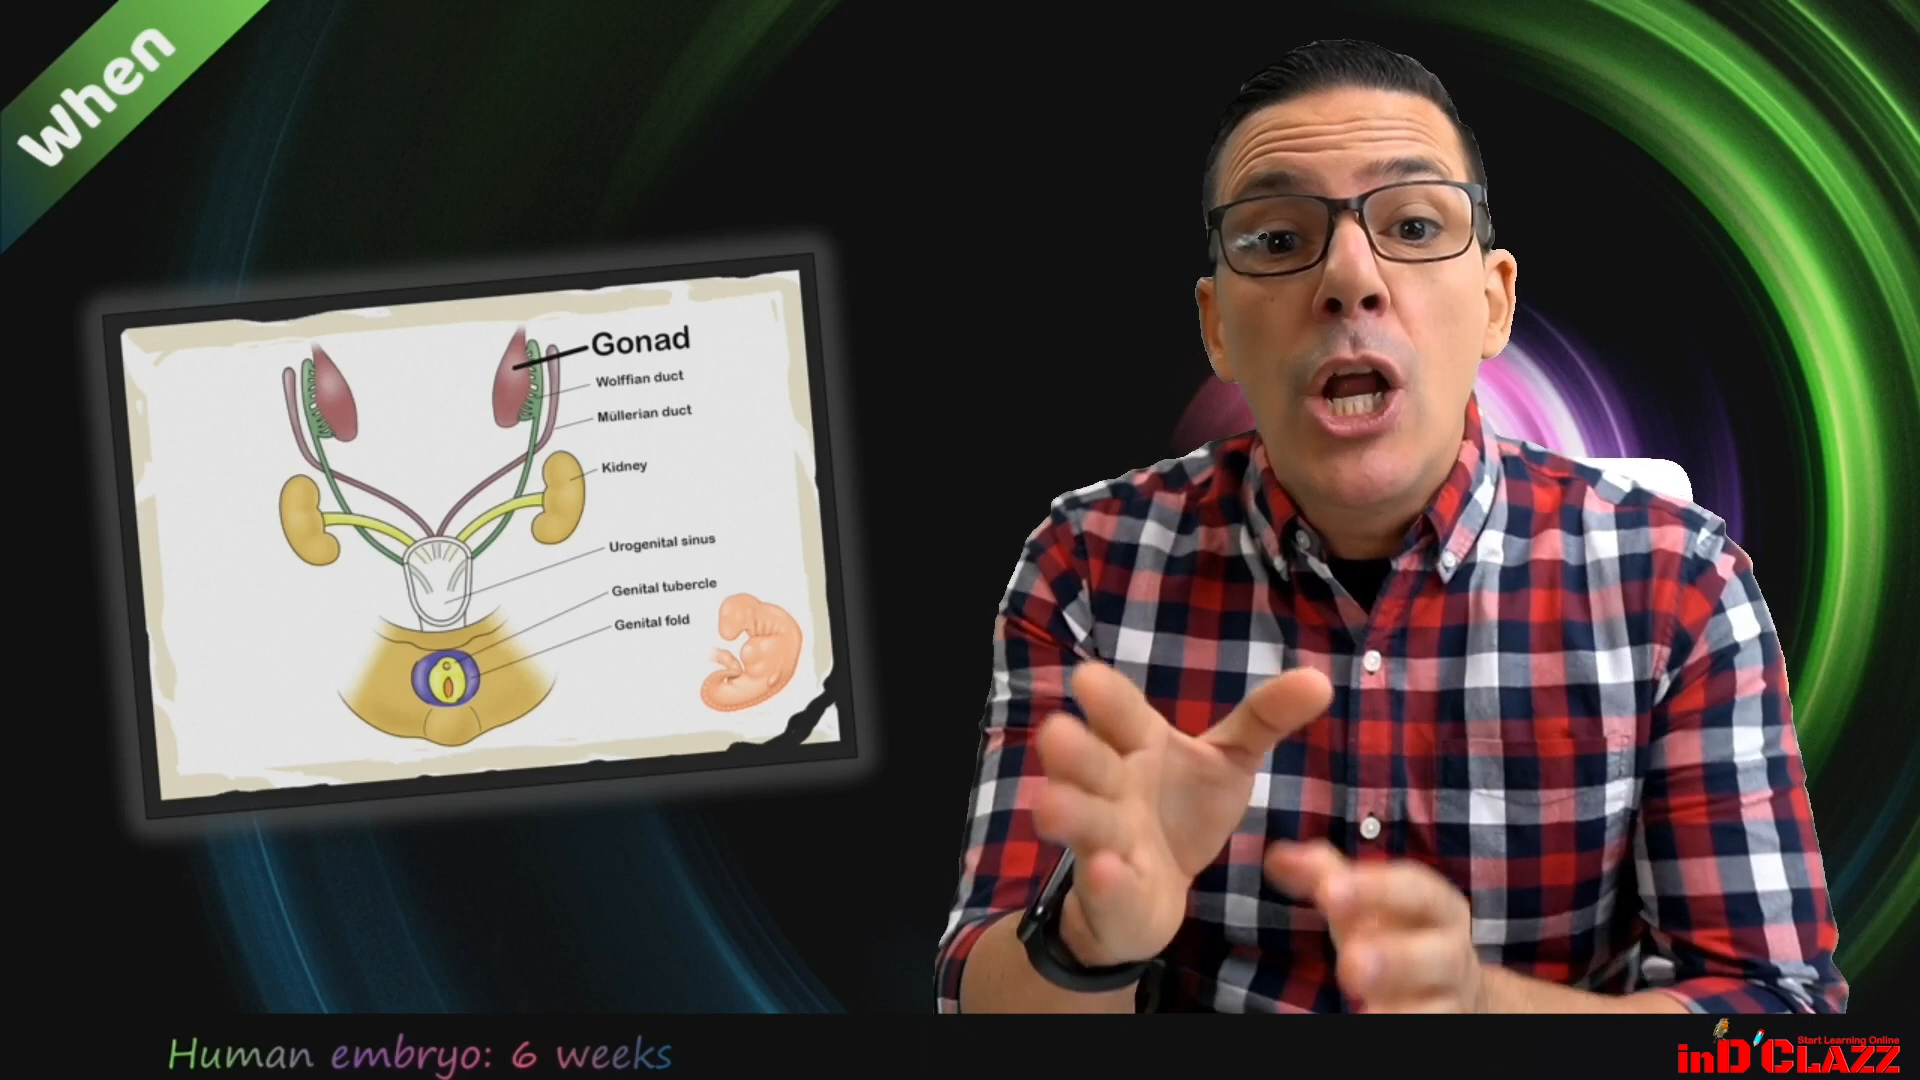 When
Gonad
Wolffian duct
Müllerian duct
Kidney
Urogenital sinus
Genital tubercle
Genital fold
Human embryo: 6 weeks
Start Learning Online
inD'CLAZZ